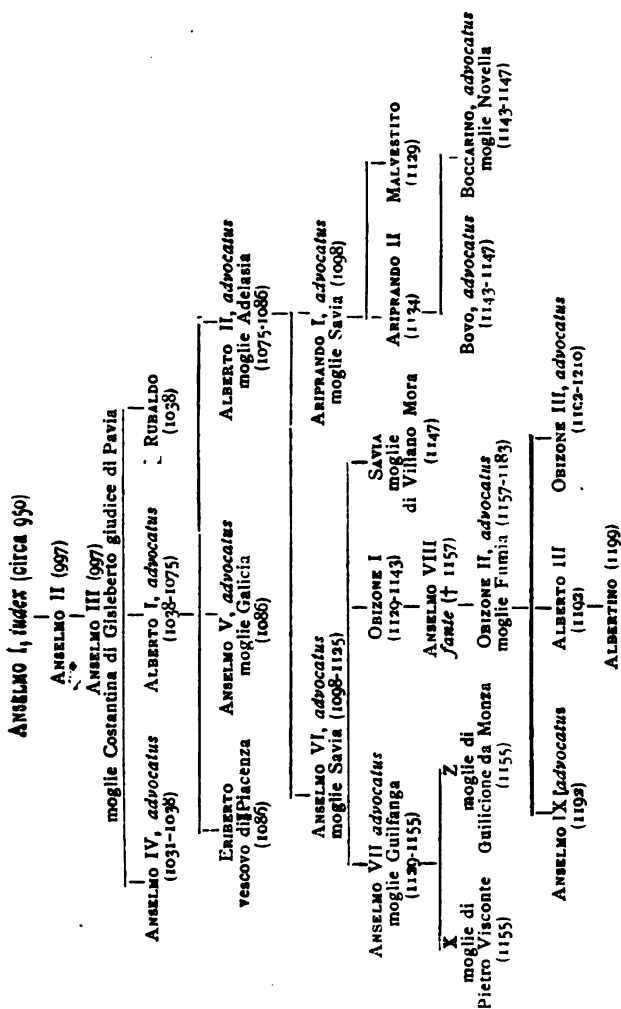 ANSELMO I, iudex (circa 950)
ANSELMO II (997)
ANSELMO III (997)
moglie Costantina di Gisleberto giudice di Pavia
ANSELMO IV, advocatus
(1031-1038)
ALBERTO I, advocatus
(1038-1075)
RUBALDO
(1038)
ERIBERTO
vescovo di Piacenza
(1086)
ANSELMO V, advocatus
moglie Galicia
(1086)
ALBERTO II, advocatus
moglie Adelasia
(1075-1086)
ANSELMO VI, advocatus
moglie Savia (1098-1125)
ARIPRANDO I, advocatus
moglie Savia (1098)
ANSELMO VII advocatus
moglie Guilfanga
(1129-1155)
OBIZONE I
(1129-1143)
SAVIA
moglie
di Villano Mora
(1147)
ARIPRANDO II
(1134)
MALVESTITO
(1129)
ANSELMO VIII
fante († 1157)
X
moglie di
Pietro Visconte
(1155)
Z
moglie di
Guilicione da Monza
(1155)
OBIZONE II, advocatus
moglie Fumia (1157-1183)
BOVO, advocatus
(1143-1147)
BOCCARINO, advocatus
moglie Novella
(1143-1147)
ANSELMO IX advocatus
(1192)
ALBERTO III
(1192)
OBIZONE III, advocatus
(1102-1210)
ALBERTINO (1199)